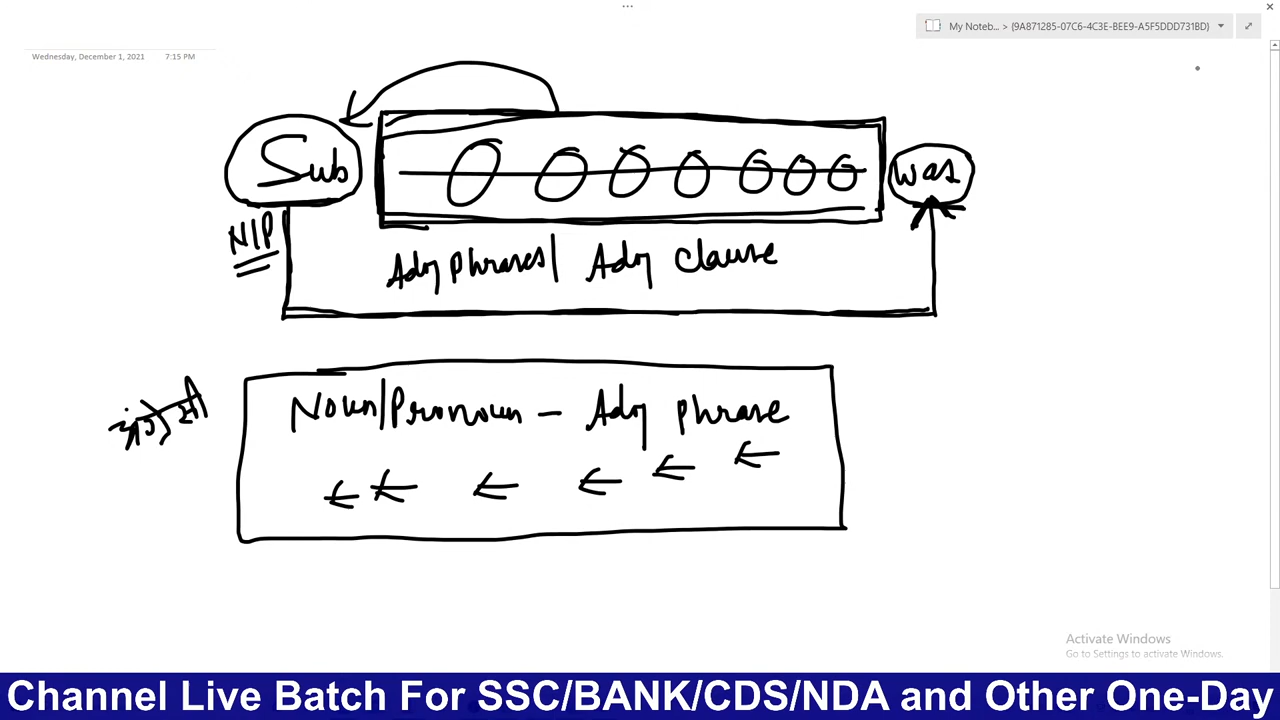 My Noteb... > {9A871285-07C6-4C3E-BEE9-A5F5DDD731BD}
Wednesday, December 1, 2021 7:15 PM
Sub was
N/P
Adj Phrases/ Adj Clause
Noun/Pronoun - Adj phrase
Activate Windows
Go to Settings to activate Windows.
Channel Live Batch For SSC/BANK/CDS/NDA and Other One-Day